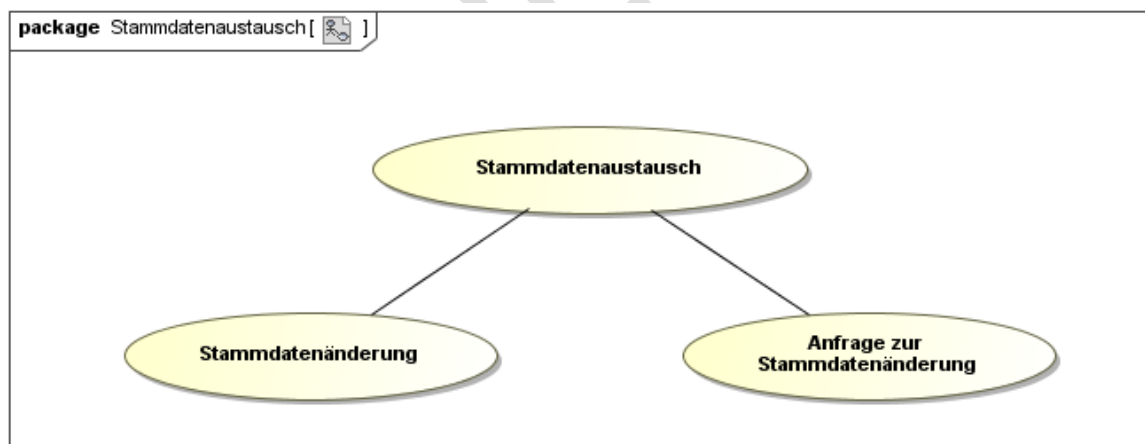 package Stammdatenaustausch [ ]
Stammdatenaustausch
Stammdatenänderung
Anfrage zur
Stammdatenänderung